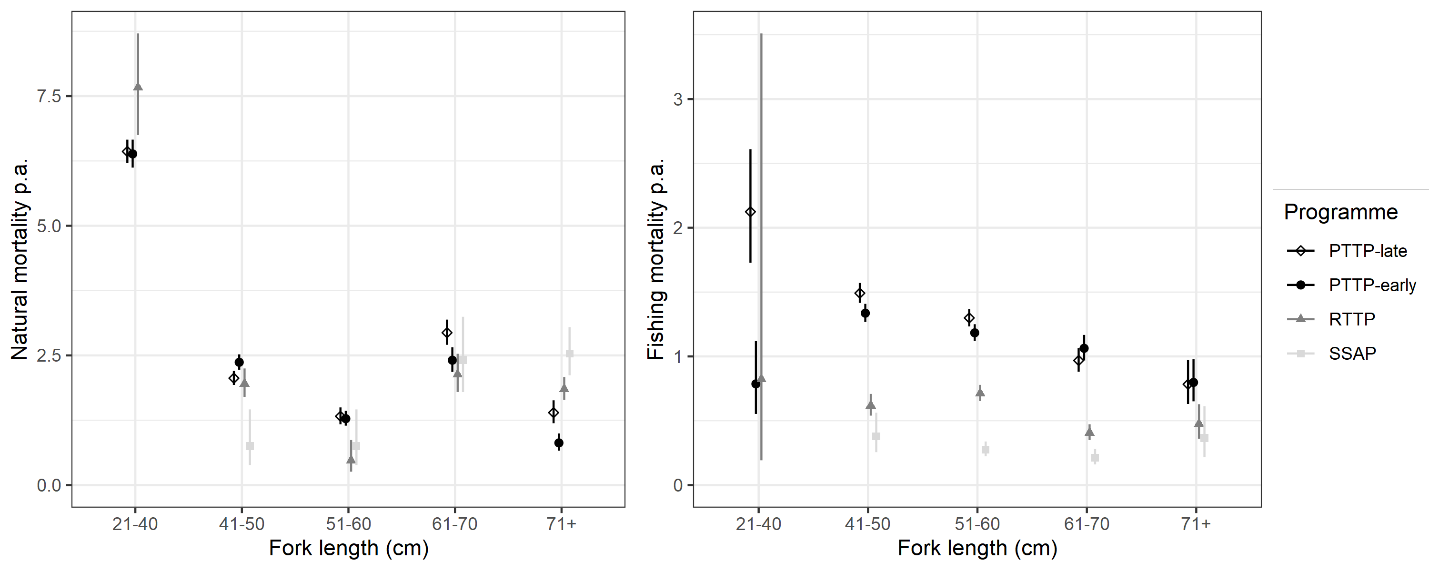 Natural mortality p.a.
7.5
5.0
2.5
0.0
21-40 41-50 51-60 61-70 71+
Fork length (cm)
Fishing mortality p.a.
3
2
1
0
21-40 41-50 51-60 61-70 71+
Fork length (cm)
Programme
PTTP-late
PTTP-early
RTTP
SSAP